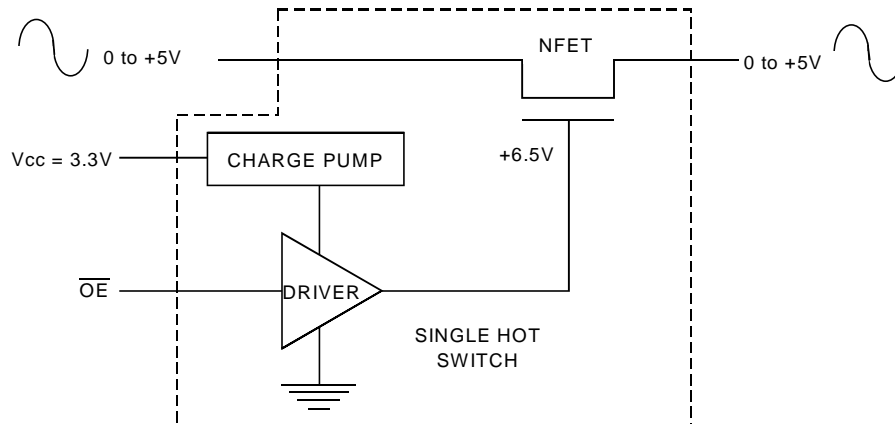 NFET
0 to +5V
0 to +5V
Vcc = 3.3V
CHARGE PUMP
+6.5V
OE
DRIVER
SINGLE HOT
SWITCH